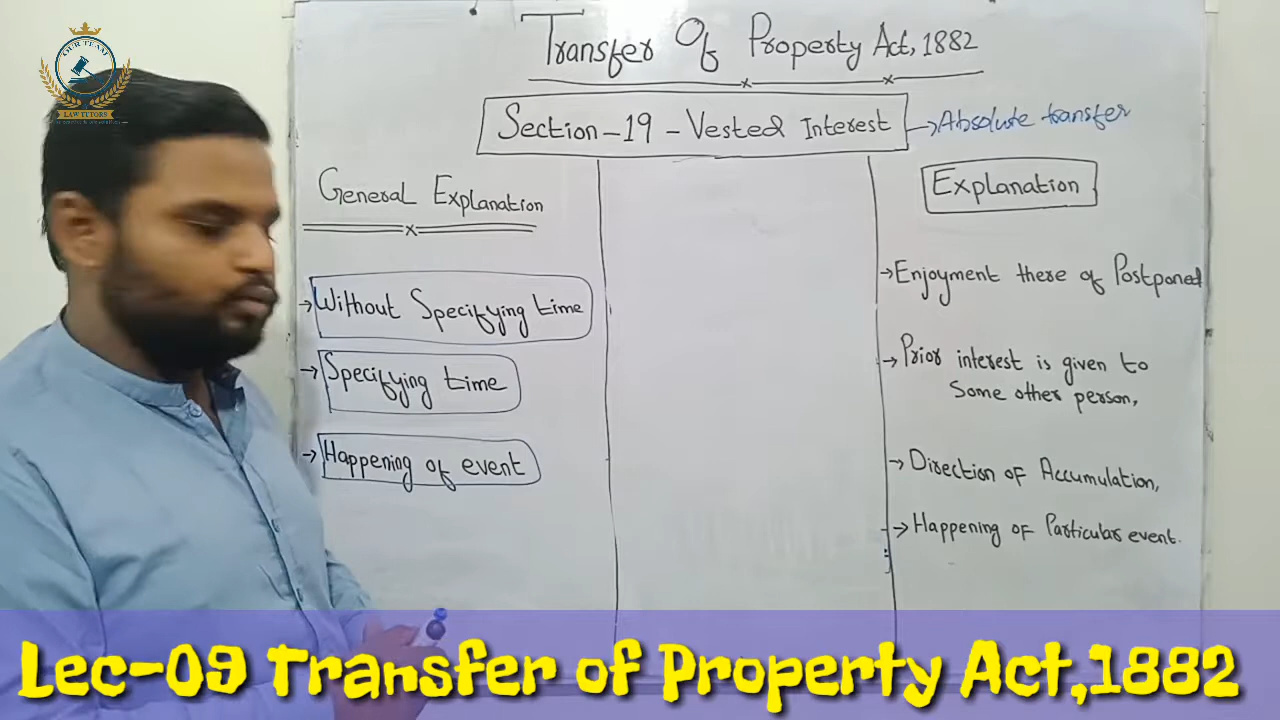 OUR TEAM
LAW TUTORS
Transfer Of Property Act, 1882
Section-19-Vested Interest
→Absolute transfer
General Explanation
→Without Specifying time
→Specifying time
→Happening of event
Explanation
→Enjoyment there of Postponed
→Prior interest is given to
Some other person,
→Direction of Accumulation,
→Happening of Particular event.
Lec-09 Transfer of Property Act,1882